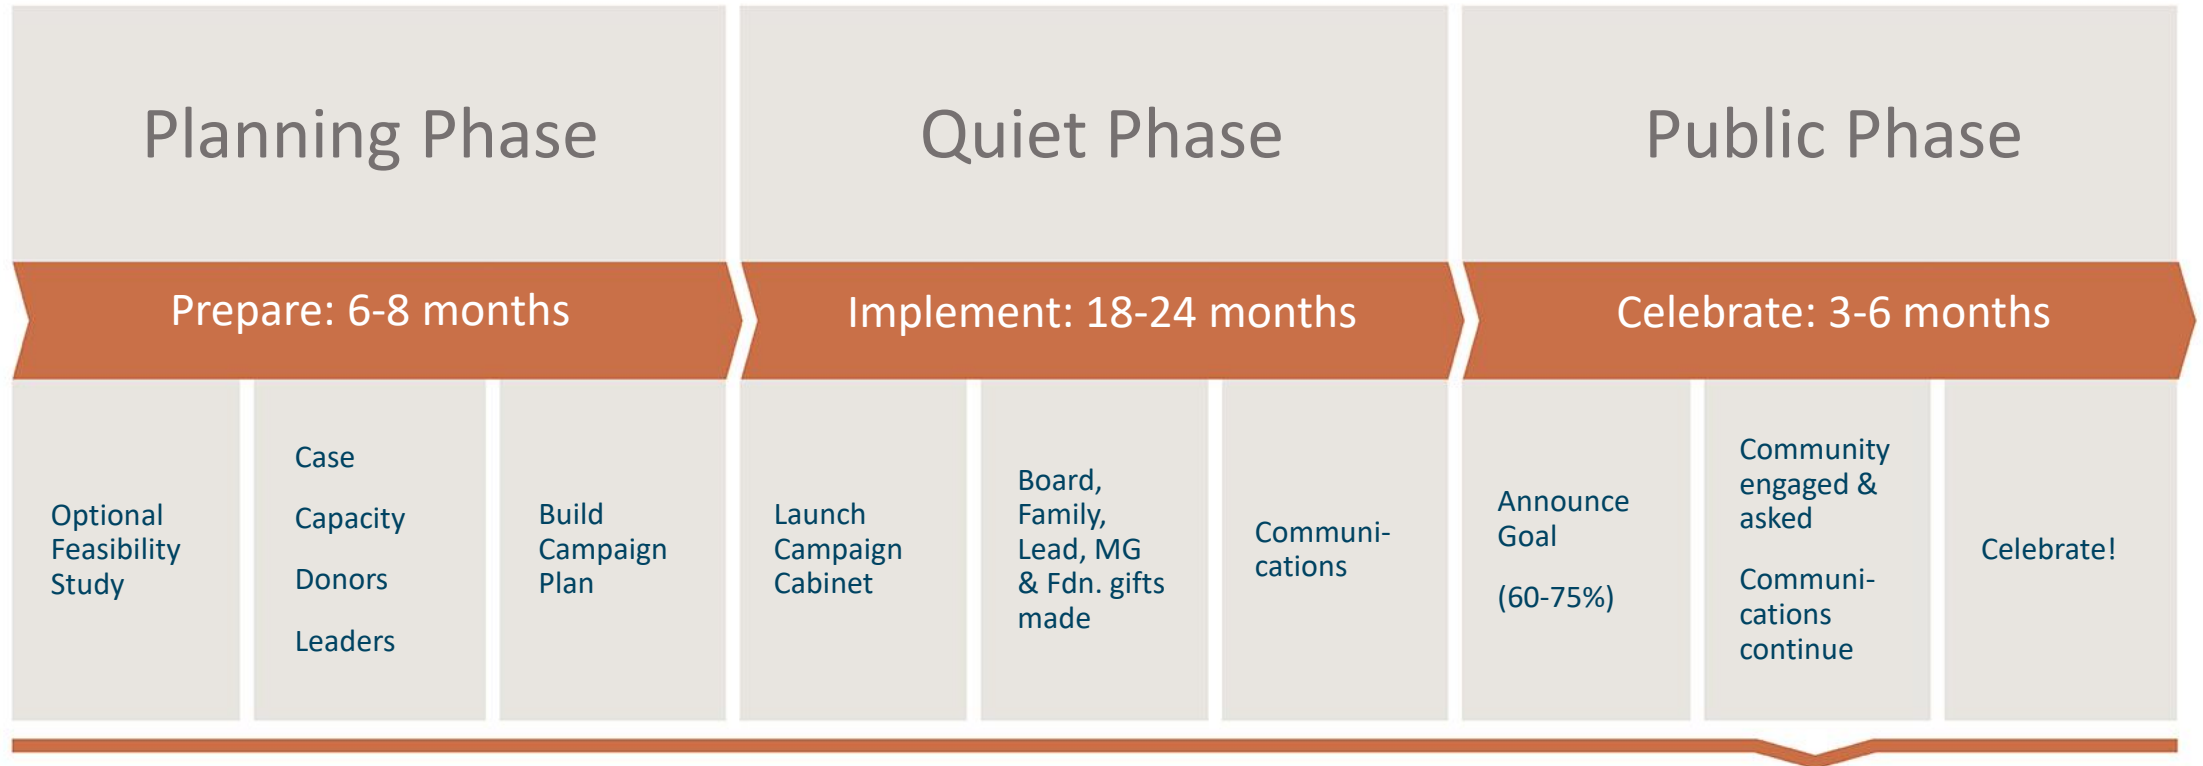 Planning Phase
Quiet Phase
Public Phase
Prepare: 6-8 months
Implement: 18-24 months
Celebrate: 3-6 months
Optional
Feasibility
Study
Case
Capacity
Donors
Leaders
Build
Campaign
Plan
Launch
Campaign
Cabinet
Board,
Family,
Lead, MG
& Fdn. gifts
made
Communi-
cations
Announce
Goal
(60-75%)
Community
engaged &
asked
Communi-
cations
continue
Celebrate!